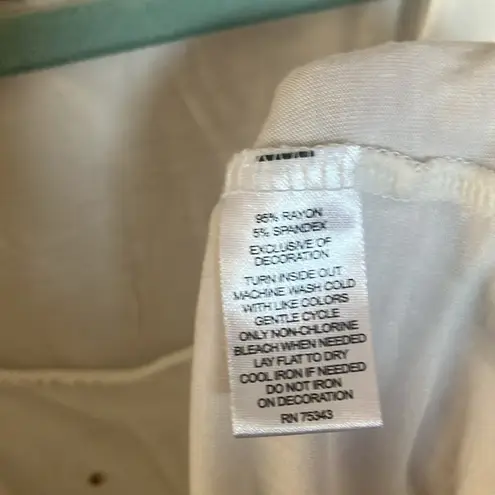 95% RAYON
5% SPANDEX
EXCLUSIVE OF
DECORATION
TURN INSIDE OUT
MACHINE WASH COLD
WITH LIKE COLORS
GENTLE CYCLE
ONLY NON-CHLORINE
BLEACH WHEN NEEDED
LAY FLAT TO DRY
COOL IRON IF NEEDED
DO NOT IRON
ON DECORATION
RN 75343